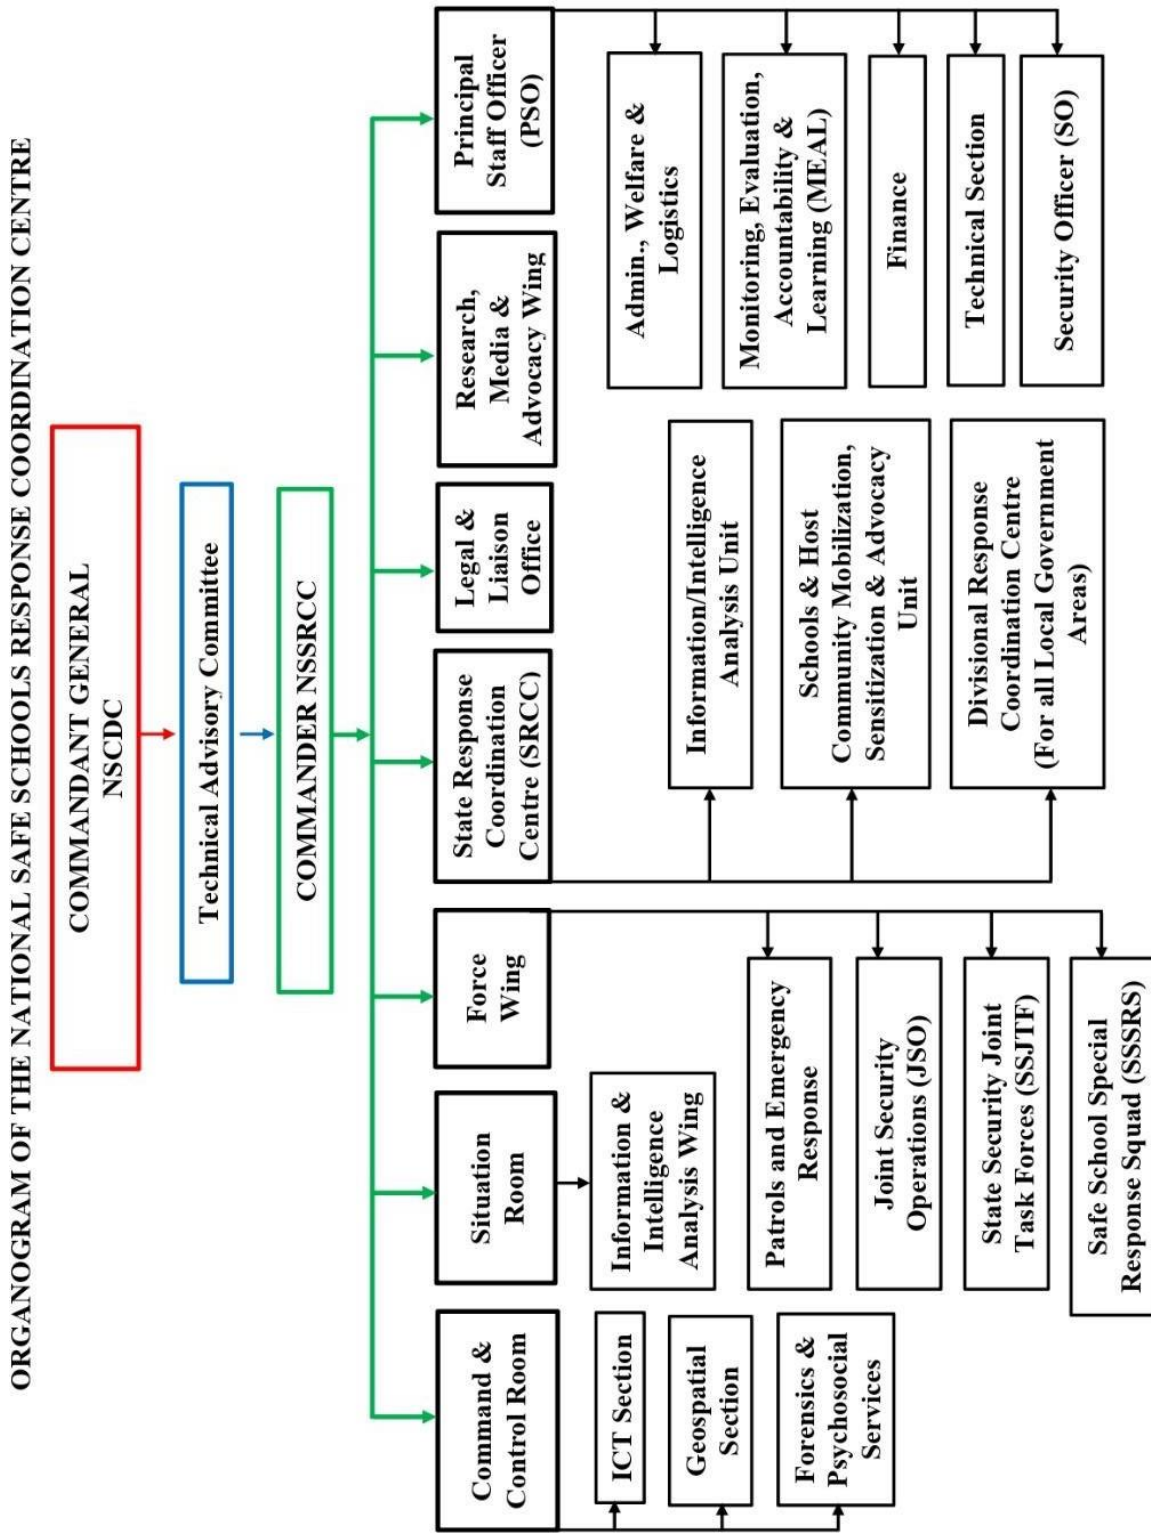 ORGANOGRAM OF THE NATIONAL SAFE SCHOOLS RESPONSE COORDINATION CENTRE
COMMANDANT GENERAL
NSCDC
Technical Advisory Committee
COMMANDER NSSRCC
Command &
Control Room
Situation
Room
Force
Wing
State Response
Coordination
Centre (SRCC)
Legal &
Liaison
Office
Research,
Media &
Advocacy Wing
Principal
Staff Officer
(PSO)
ICT Section
Geospatial
Section
Forensics &
Psychosocial
Services
Information &
Intelligence
Analysis Wing
Patrols and Emergency
Response
Joint Security
Operations (JSO)
State Security Joint
Task Forces (SSJTF)
Safe School Special
Response Squad (SSSRS)
Information/Intelligence
Analysis Unit
Schools & Host
Community Mobilization,
Sensitization & Advocacy
Unit
Divisional Response
Coordination Centre
(For all Local Government
Areas)
Admin., Welfare &
Logistics
Monitoring, Evaluation,
Accountability &
Learning (MEAL)
Finance
Technical Section
Security Officer (SO)